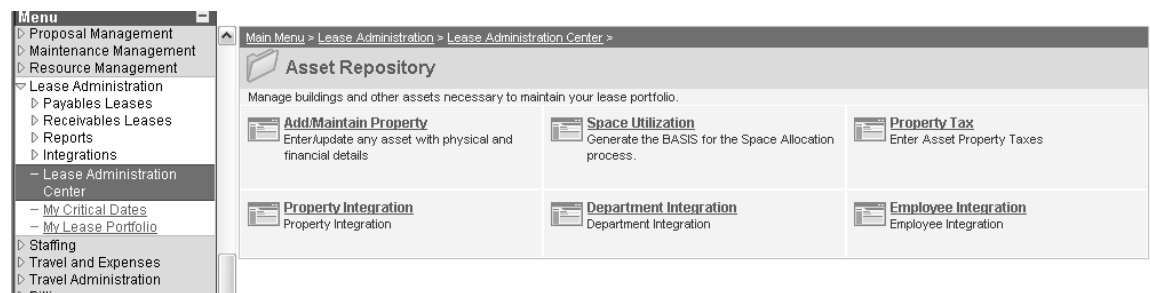 Menu
Proposal Management
Maintenance Management
Resource Management
Lease Administration
Payables Leases
Receivables Leases
Reports
Integrations
– Lease Administration
Center
– My Critical Dates
– My Lease Portfolio
Staffing
Travel and Expenses
Travel Administration
Main Menu > Lease Administration > Lease Administration Center >
Asset Repository
Manage buildings and other assets necessary to maintain your lease portfolio.
Add/Maintain Property
Enter/update any asset with physical and
financial details
Space Utilization
Generate the BASIS for the Space Allocation
process.
Property Tax
Enter Asset Property Taxes
Property Integration
Property Integration
Department Integration
Department Integration
Employee Integration
Employee Integration